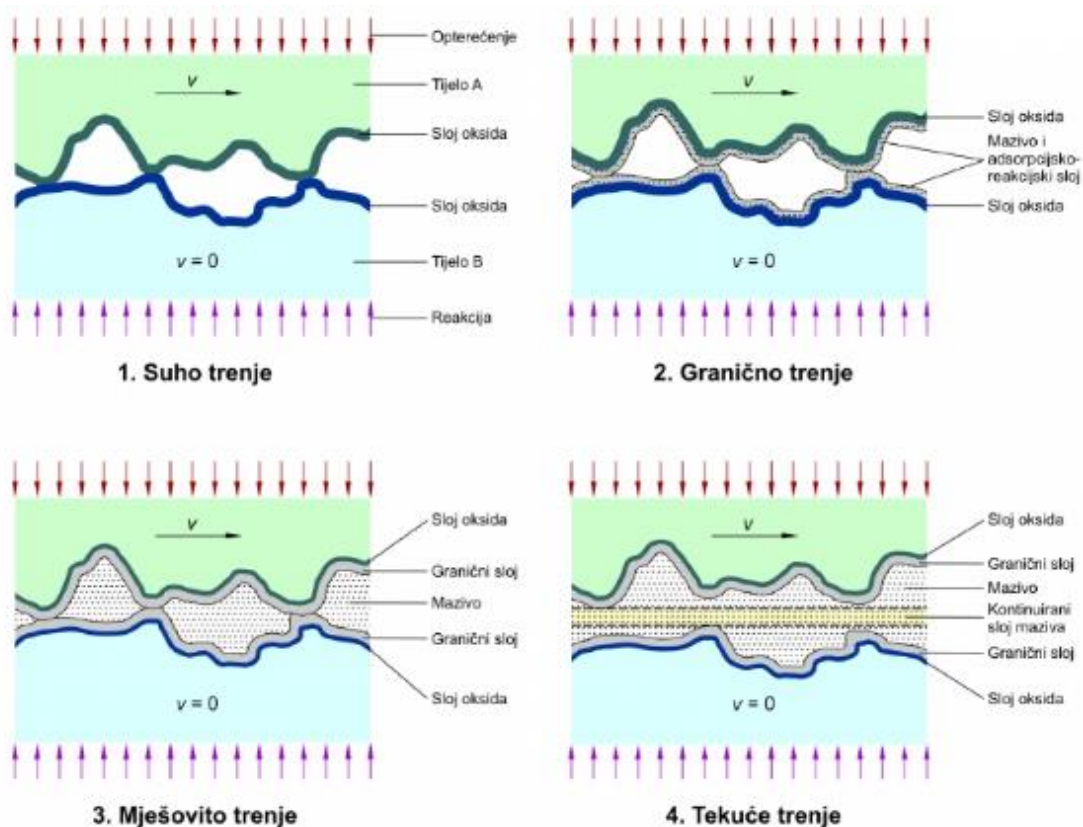 Opterećenje
v
Tijelo A
Sloj oksida
Sloj oksida
v = 0
Tijelo B
Reakcija
1. Suho trenje
v
Sloj oksida
Mazivo i
adsorpcijsko-
reakcijski sloj
Sloj oksida
v = 0
2. Granično trenje
v
Sloj oksida
Granični sloj
Mazivo
Granični sloj
Sloj oksida
v = 0
3. Mješovito trenje
v
Sloj oksida
Granični sloj
Mazivo
Kontinuirani
sloj maziva
Granični sloj
Sloj oksida
v = 0
4. Tekuće trenje